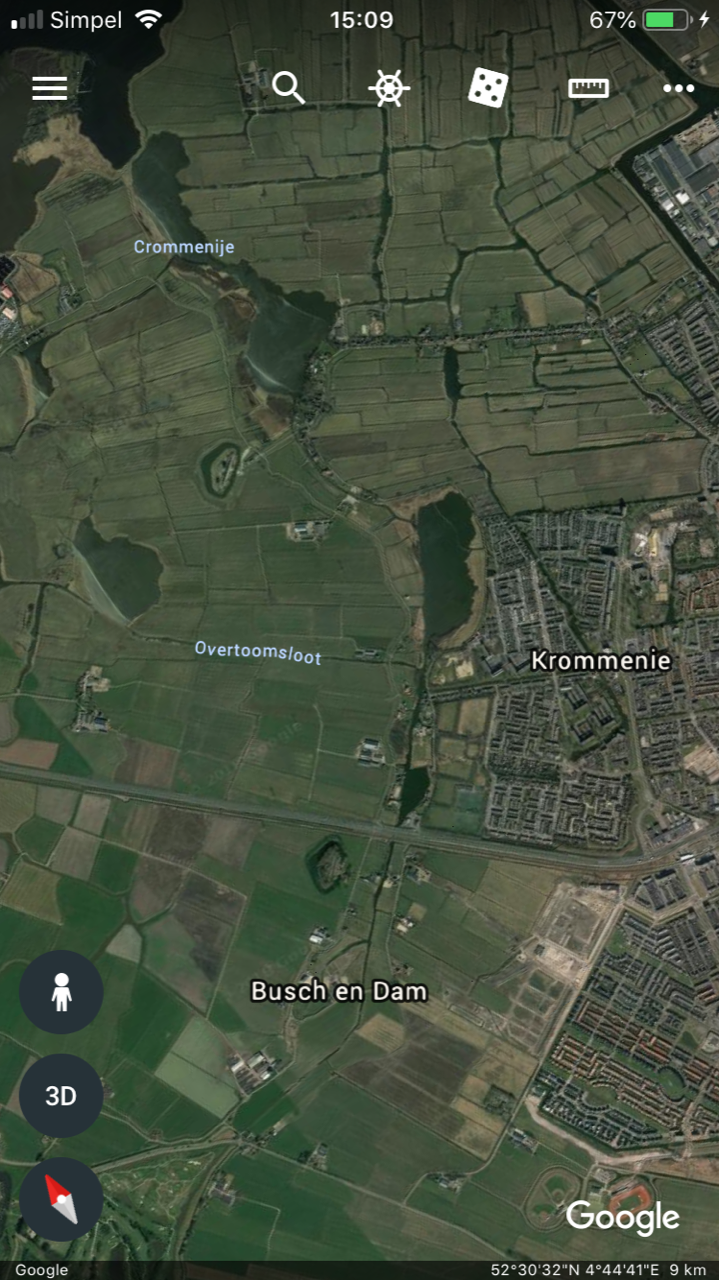 Simpel 15:09 67%
Crommenije
Overtoomsloot
Krommenie
Busch en Dam
3D
Google
Google 52°30'32"N 4°44'41"E 9 km